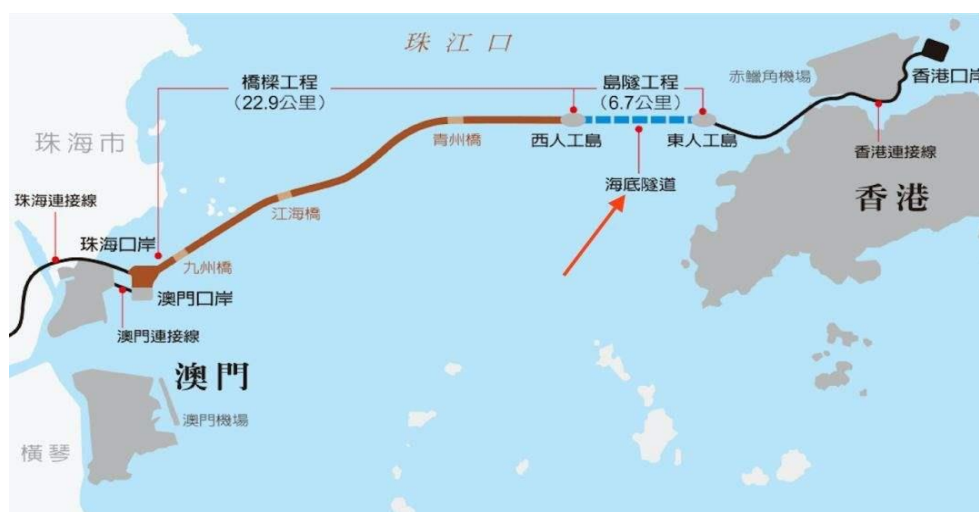 珠江口
橋樑工程
(22.9公里)
島隧工程
(6.7公里)
赤鱲角機場
香港口岸
珠海市
青州橋
西人工島
東人工島
香港連接線
海底隧道
香港
珠海連接線
江海橋
珠海口岸
九州橋
澳門口岸
澳門連接線
澳門
澳門機場
橫琴